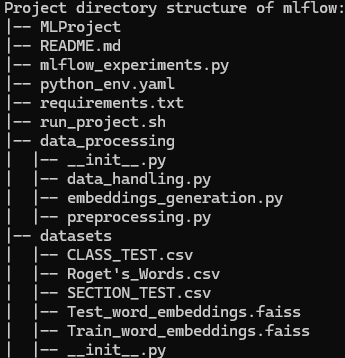 Project directory structure of mlflow:
|-- MLProject
|-- README.md
|-- mlflow_experiments.py
|-- python_env.yaml
|-- requirements.txt
|-- run_project.sh
|-- data_processing
|  |-- __init__.py
|  |-- data_handling.py
|  |-- embeddings_generation.py
|  |-- preprocessing.py
|-- datasets
|  |-- CLASS_TEST.csv
|  |-- Roget's_Words.csv
|  |-- SECTION_TEST.csv
|  |-- Test_word_embeddings.faiss
|  |-- Train_word_embeddings.faiss
|  |-- __init__.py